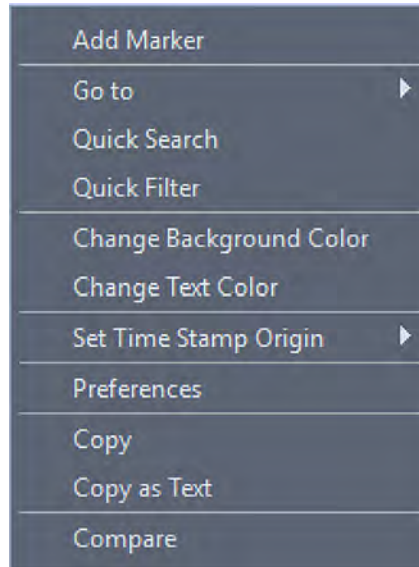 Add Marker
Go to
Quick Search
Quick Filter
Change Background Color
Change Text Color
Set Time Stamp Origin
Preferences
Copy
Copy as Text
Compare